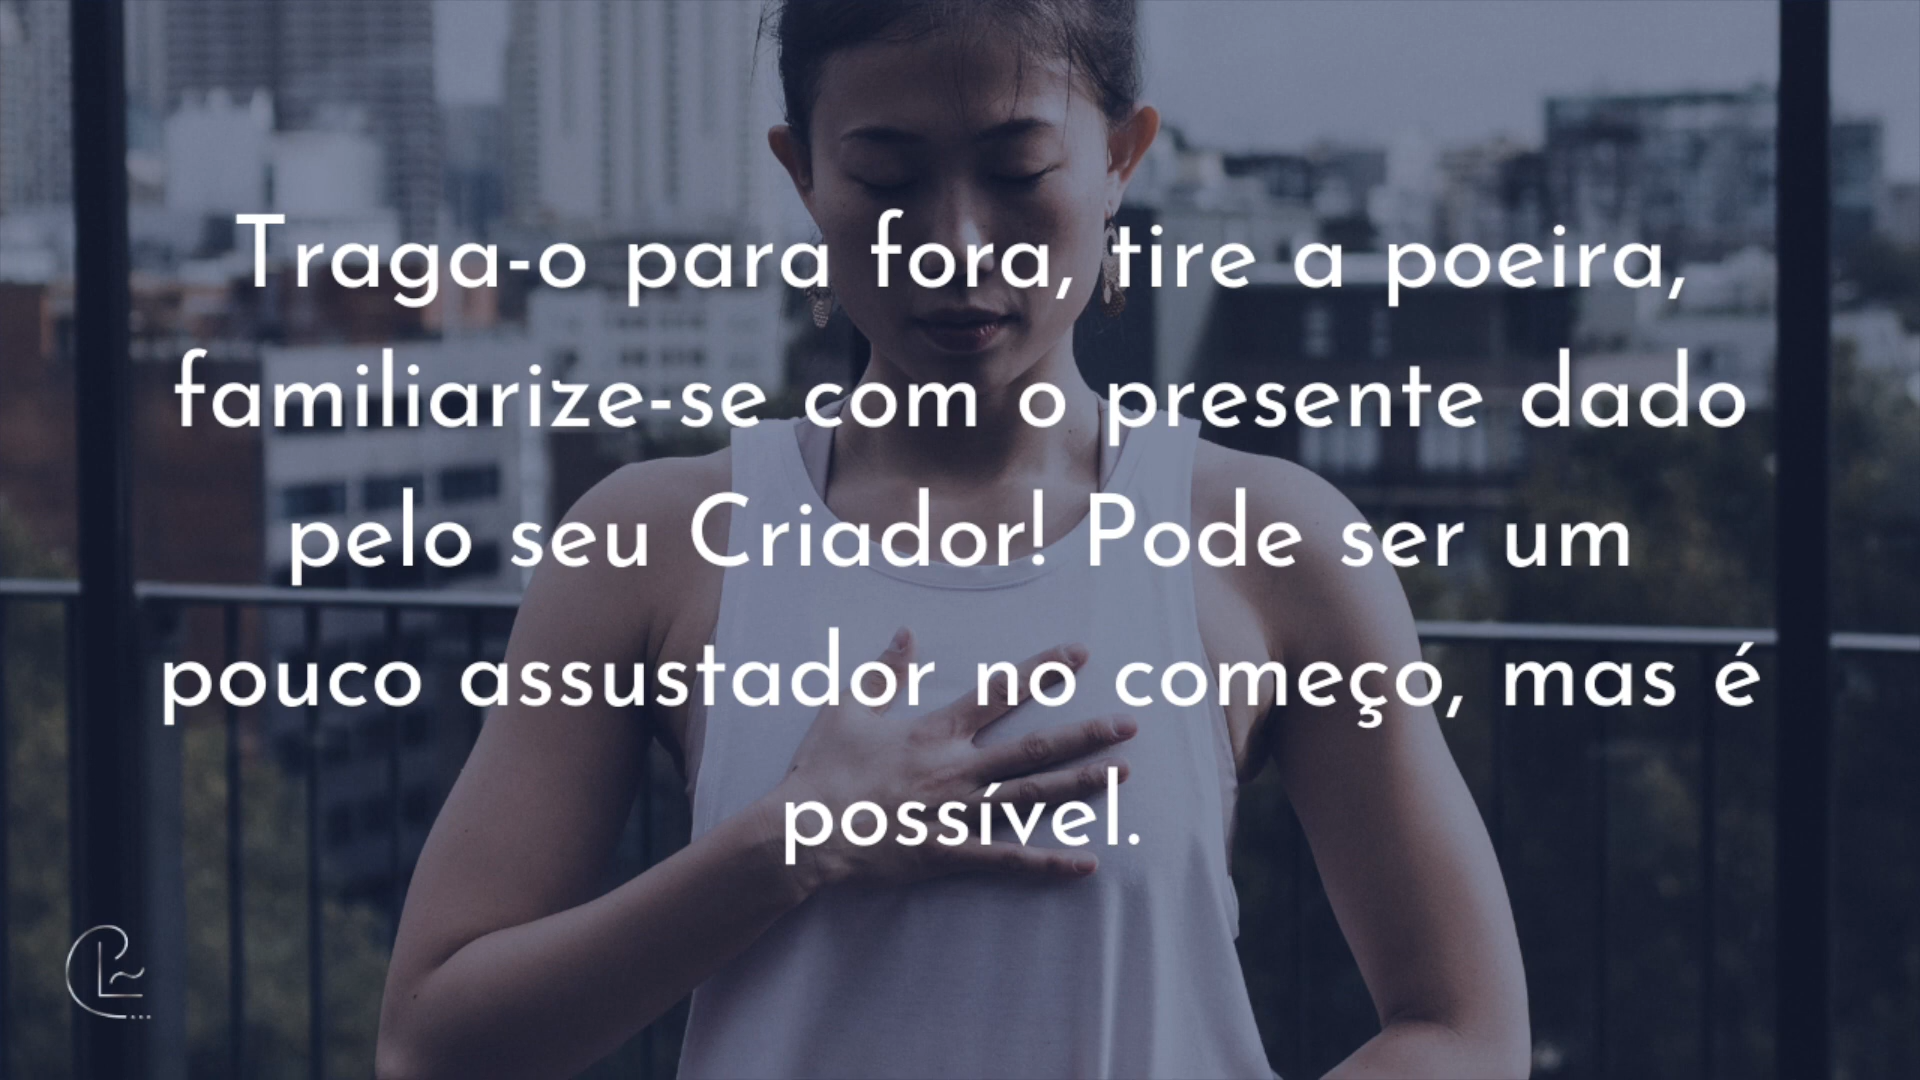 Traga-o para fora, tire a poeira,
familiarize-se com o presente dado
pelo seu Criador! Pode ser um
pouco assustador no começo, mas é
possível.